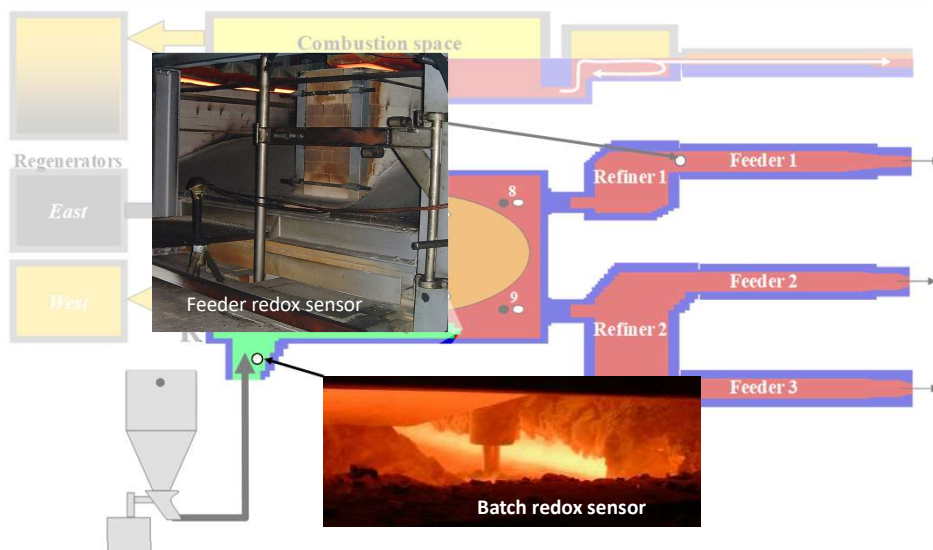 Combustion space
Regenerators
East
West
Feeder redox sensor
8
9
Refiner 1
Feeder 1
Feeder 2
Refiner 2
Feeder 3
Batch redox sensor